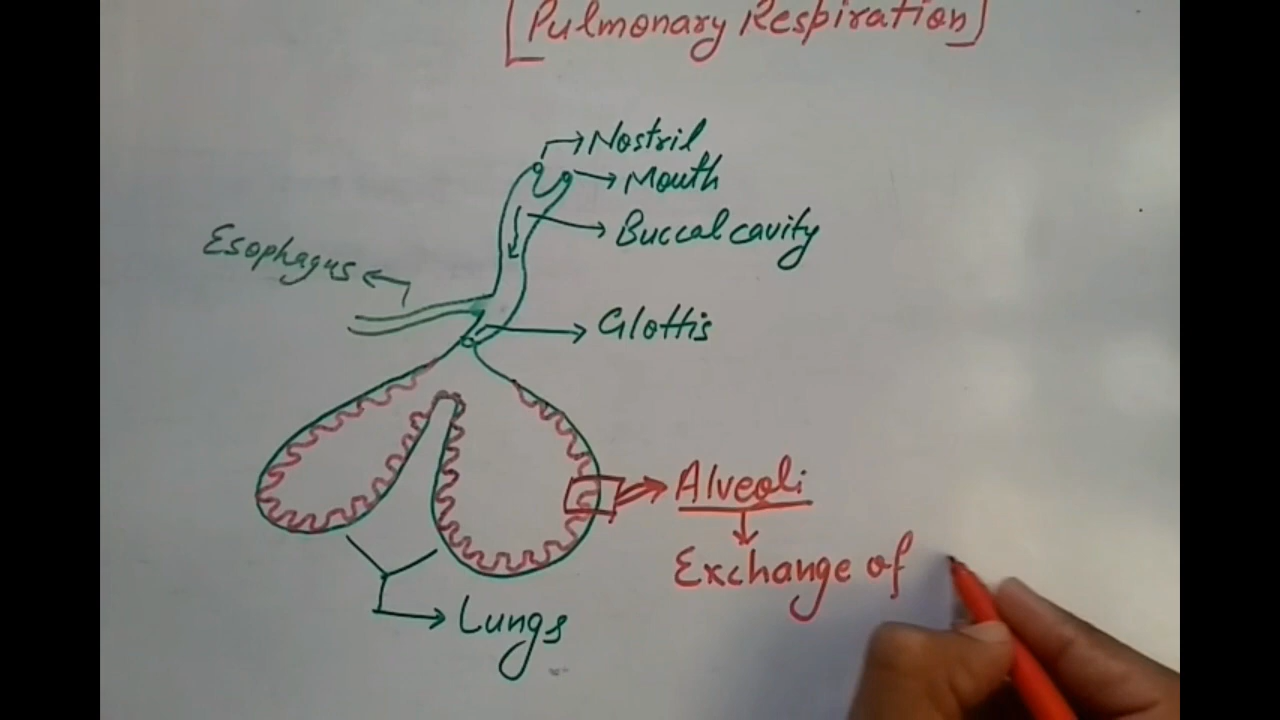 [Pulmonary Respiration]
Nostril
Mouth
Buccal cavity
Esophagus
Glottis
Alveoli
Exchange of
Lungs